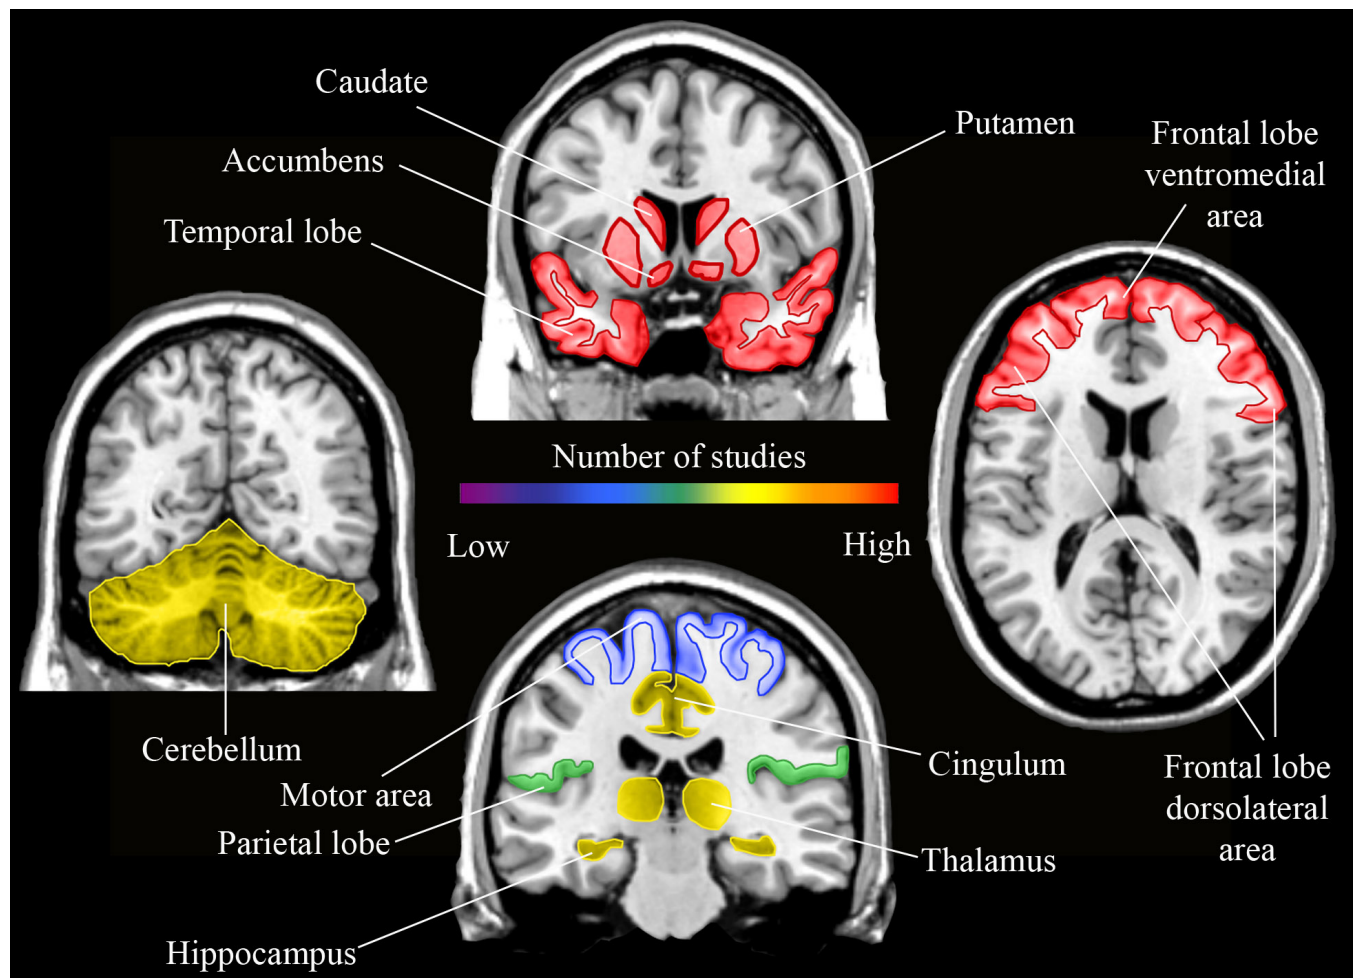 Caudate
Accumbens
Temporal lobe
Putamen
Frontal lobe
ventromedial
area
Number of studies
Low
High
Cerebellum
Motor area
Parietal lobe
Hippocampus
Cingulum
Thalamus
Frontal lobe
dorsolateral
area